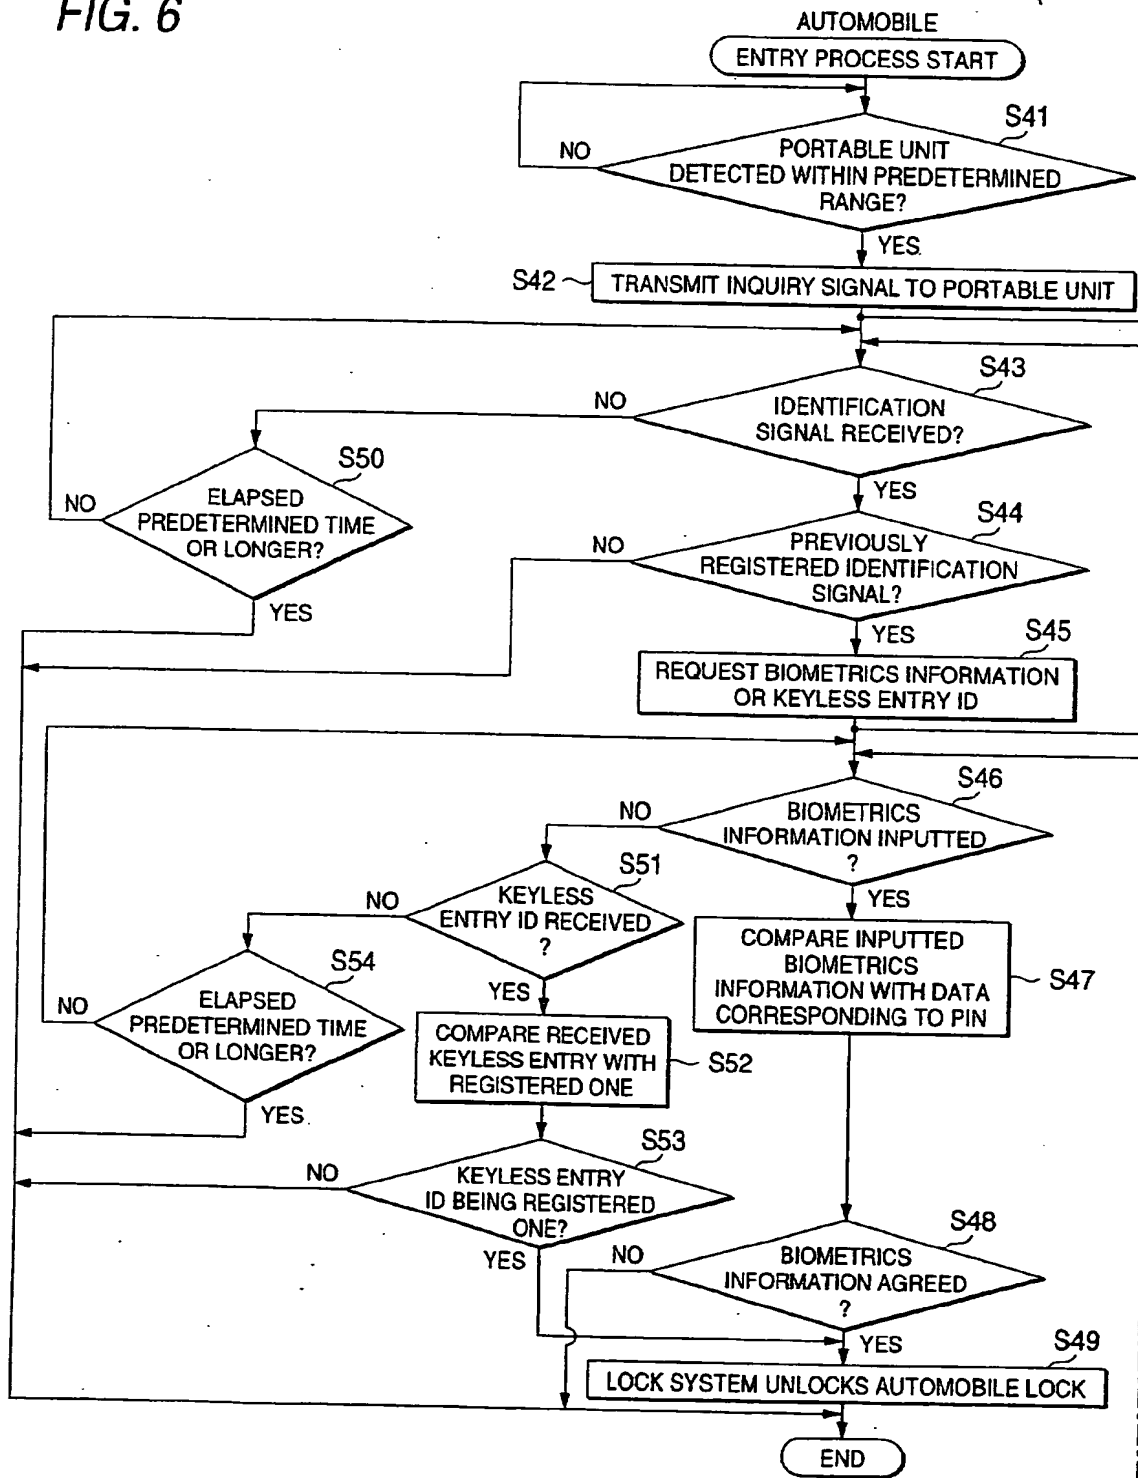 FIG. 6
AUTOMOBILE
ENTRY PROCESS START
S41
PORTABLE UNIT
DETECTED WITHIN PREDETERMINED
RANGE?
NO
YES
S42
TRANSMIT INQUIRY SIGNAL TO PORTABLE UNIT
S43
IDENTIFICATION
SIGNAL RECEIVED?
NO
YES
S50
ELAPSED
PREDETERMINED TIME
OR LONGER?
NO
YES
S44
PREVIOUSLY
REGISTERED IDENTIFICATION
SIGNAL?
NO
YES
S45
REQUEST BIOMETRICS INFORMATION
OR KEYLESS ENTRY ID
S46
BIOMETRICS
INFORMATION INPUTTED
?
NO
YES
S51
KEYLESS
ENTRY ID RECEIVED
?
NO
YES
S47
COMPARE INPUTTED
BIOMETRICS
INFORMATION WITH DATA
CORRESPONDING TO PIN
S54
ELAPSED
PREDETERMINED TIME
OR LONGER?
NO
YES
S52
COMPARE RECEIVED
KEYLESS ENTRY WITH
REGISTERED ONE
S53
KEYLESS ENTRY
ID BEING REGISTERED
ONE?
NO
YES
S48
BIOMETRICS
INFORMATION AGREED
?
NO
YES
S49
LOCK SYSTEM UNLOCKS AUTOMOBILE LOCK
END